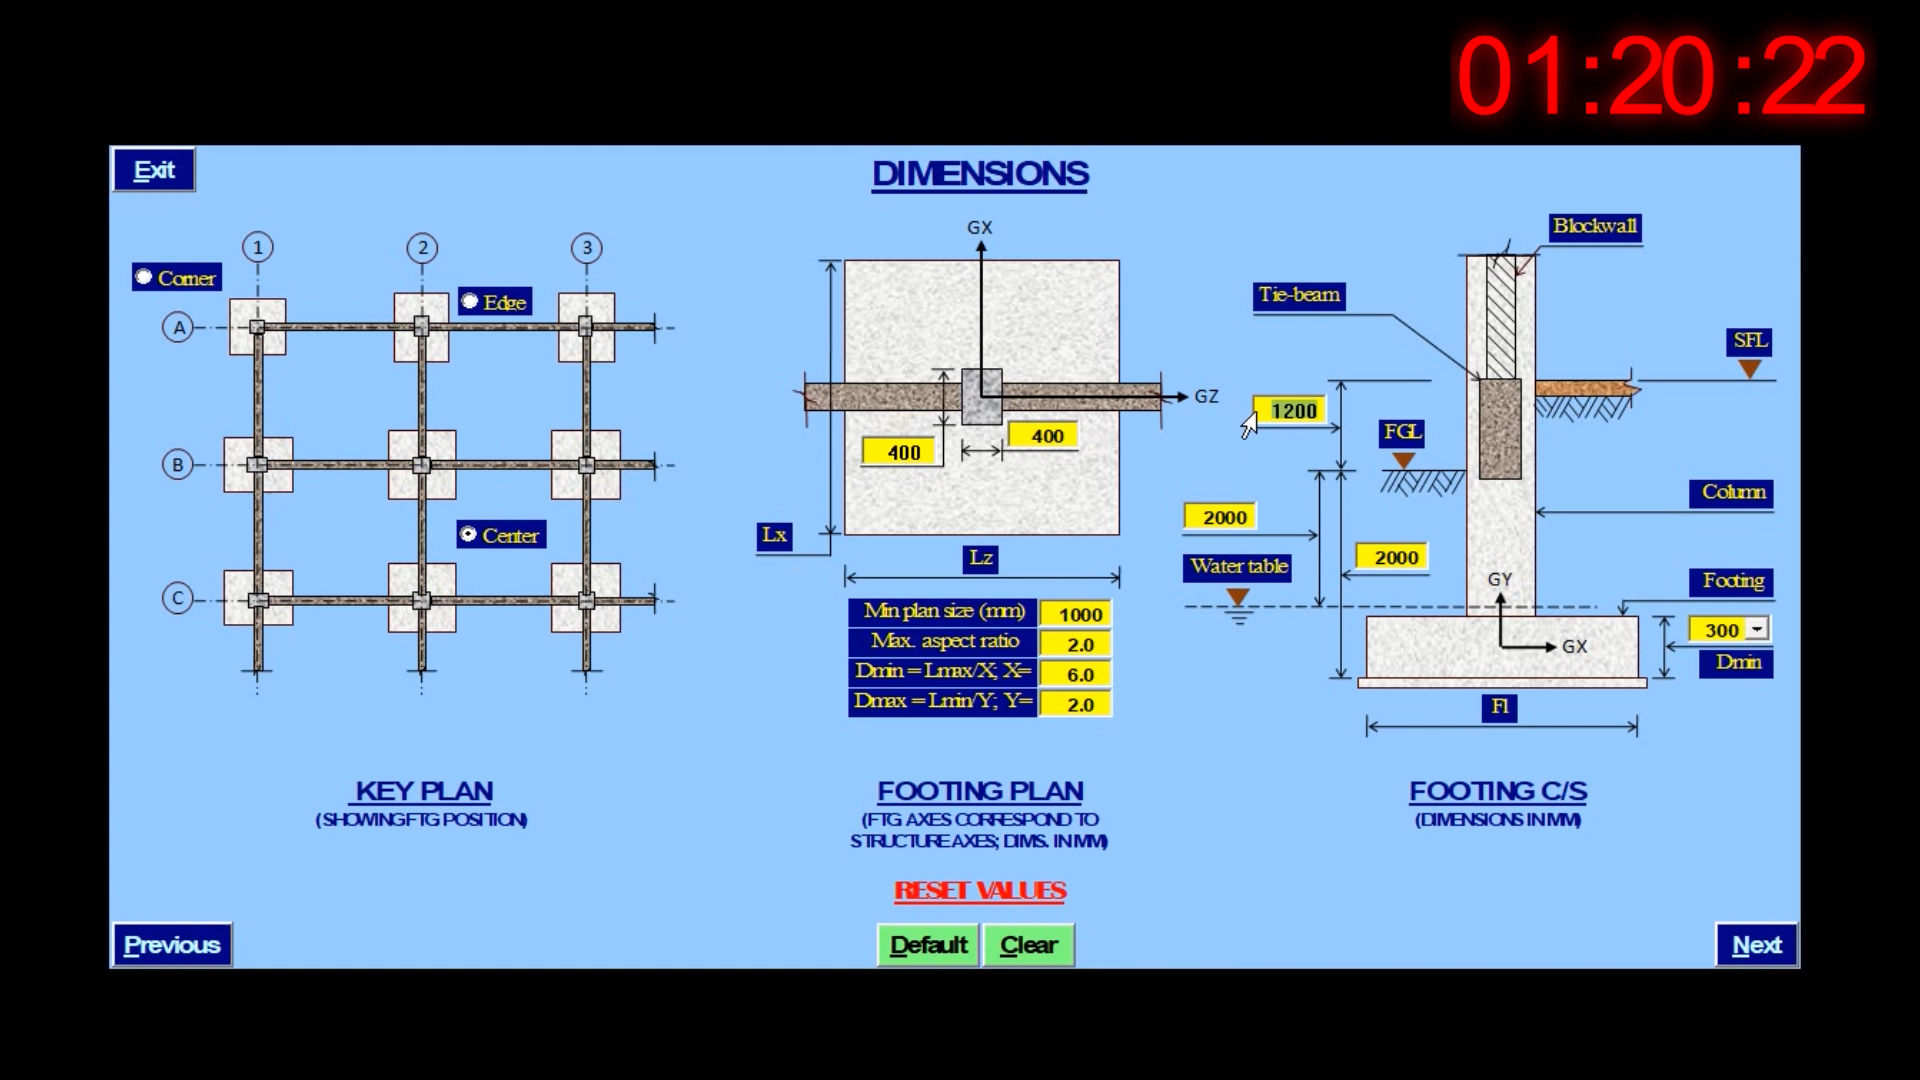 01:20:22
Exit
DIMENSIONS
1
2
3
Corner
Edge
A
B
Center
C
KEY PLAN
(SHOWING FTG POSITION)
GX
GZ
400
400
Lx
Lz
Min plan size (mm) 1000
Max. aspect ratio 2.0
Dmin = Lmax/X; X= 6.0
Dmax = Lmin/Y; Y= 2.0
FOOTING PLAN
(FTG AXES CORRESPOND TO
STRUCTURE AXES; DIMS. IN MM)
Blockwall
Tie-beam
SFL
1200
FGL
Column
2000
2000
Water table
GY
Footing
300
GX
Dmin
Fl
FOOTING C/S
(DIMENSIONS IN MM)
RESET VALUES
Previous
Default
Clear
Next